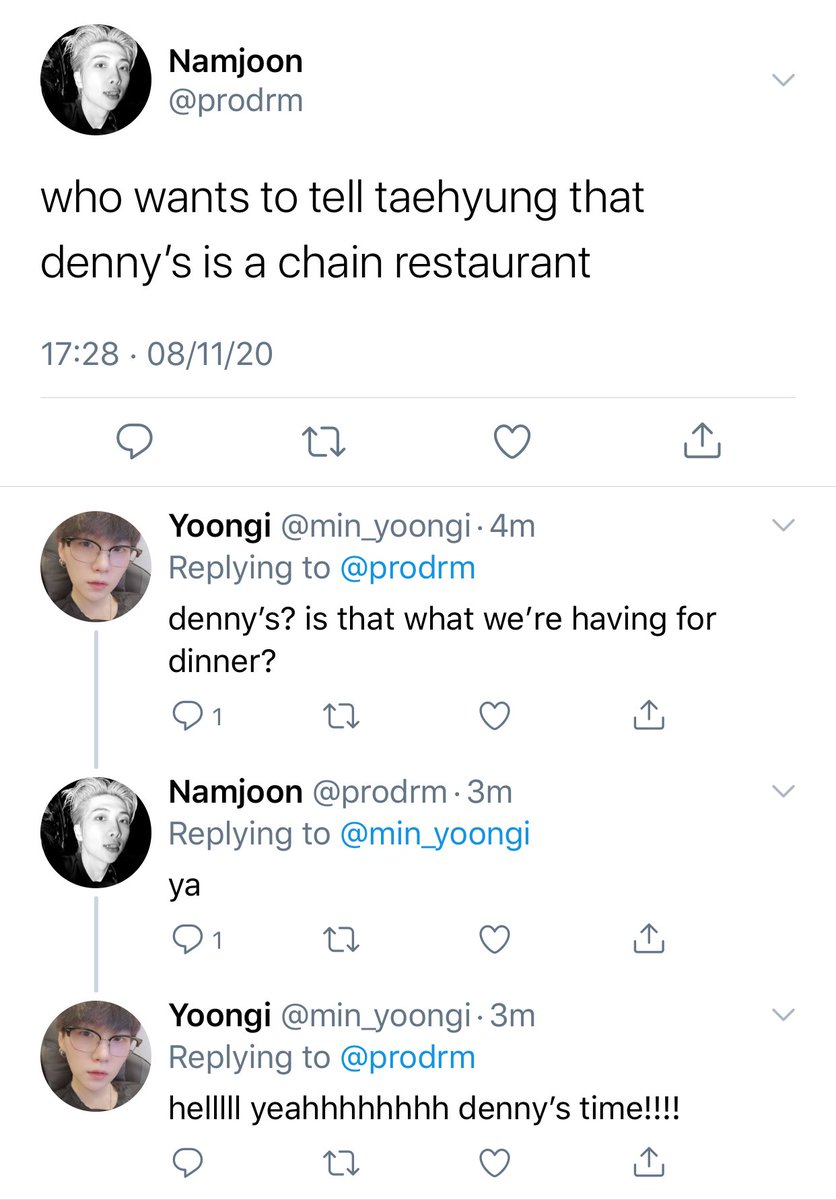 Namjoon
@prodrm
who wants to tell taehyung that
denny’s is a chain restaurant
17:28 · 08/11/20
Yoongi @min_yoongi · 4m
Replying to @prodrm
denny’s? is that what we’re having for
dinner?
1
Namjoon @prodrm · 3m
Replying to @min_yoongi
ya
1
Yoongi @min_yoongi · 3m
Replying to @prodrm
helllll yeahhhhhhhhh denny’s time!!!!